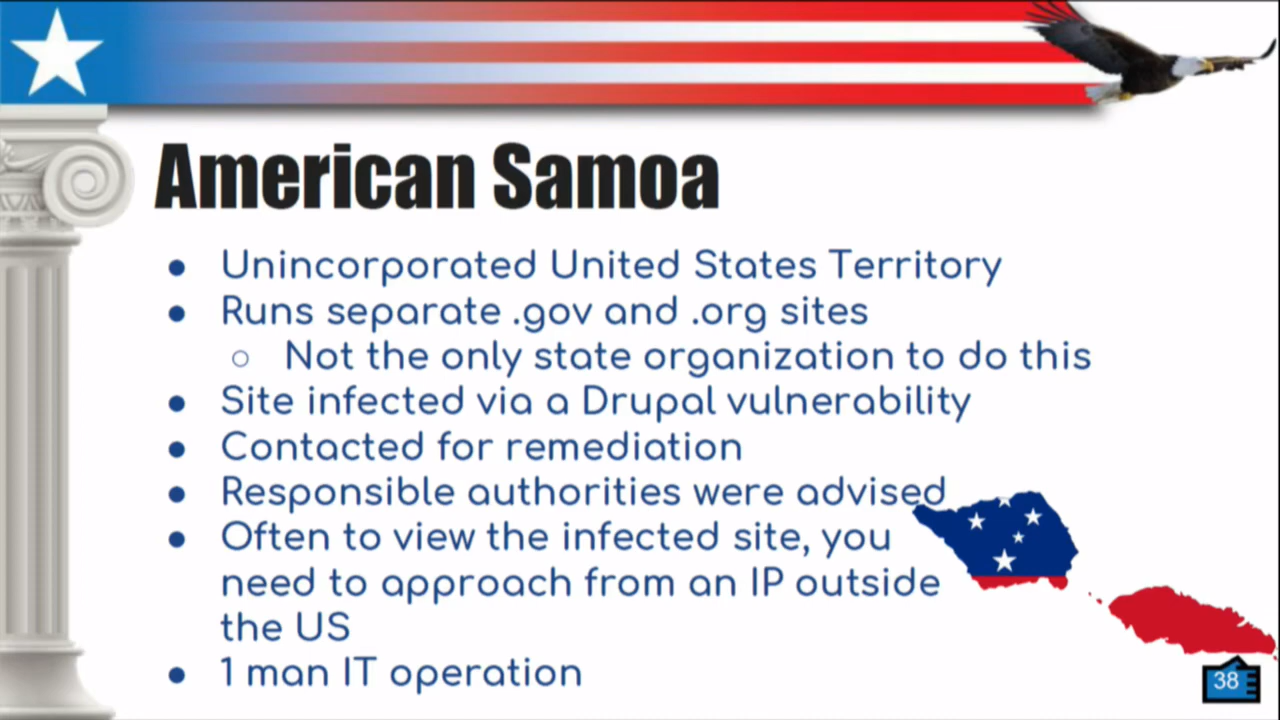 American Samoa
● Unincorporated United States Territory
● Runs separate .gov and .org sites
○ Not the only state organization to do this
● Site infected via a Drupal vulnerability
● Contacted for remediation
● Responsible authorities were advised
● Often to view the infected site, you
need to approach from an IP outside
the US
● 1 man IT operation
38